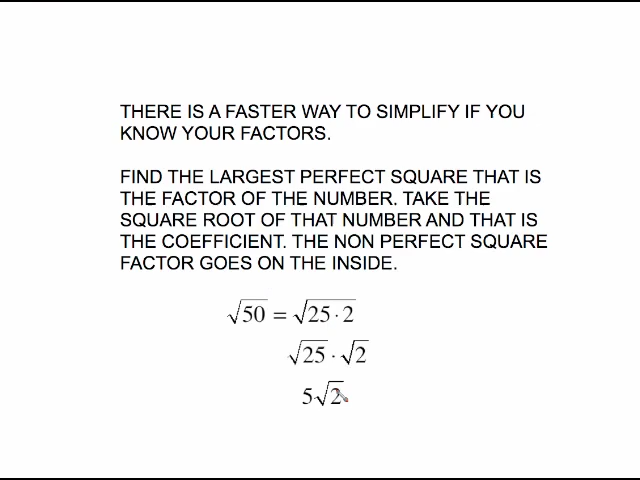 THERE IS A FASTER WAY TO SIMPLIFY IF YOU
KNOW YOUR FACTORS.
FIND THE LARGEST PERFECT SQUARE THAT IS
THE FACTOR OF THE NUMBER. TAKE THE
SQUARE ROOT OF THAT NUMBER AND THAT IS
THE COEFFICIENT. THE NON PERFECT SQUARE
FACTOR GOES ON THE INSIDE.
√50 = √25 · 2
√25 · √2
5√2